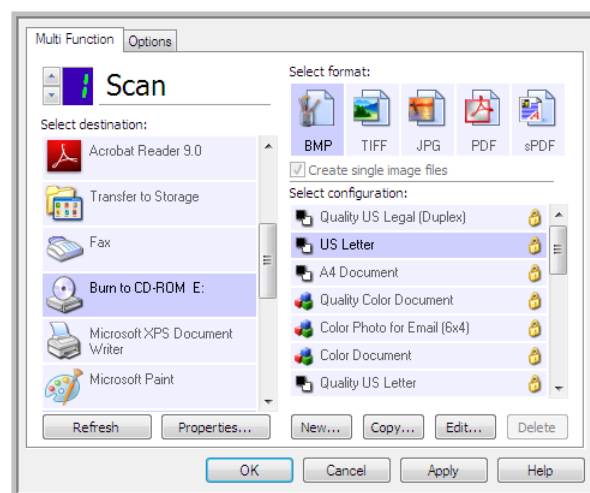 Multi Function
Options
1
Scan
Select destination:
Acrobat Reader 9.0
Transfer to Storage
Fax
Burn to CD-ROM  E:
Microsoft XPS Document
Writer
Microsoft Paint
Refresh
Properties...
Select format:
BMP
TIFF
JPG
PDF
sPDF
Create single image files
Select configuration:
Quality US Legal (Duplex)
US Letter
A4 Document
Quality Color Document
Color Photo for Email (6x4)
Color Document
Quality US Letter
New...
Copy...
Edit...
Delete
OK
Cancel
Apply
Help